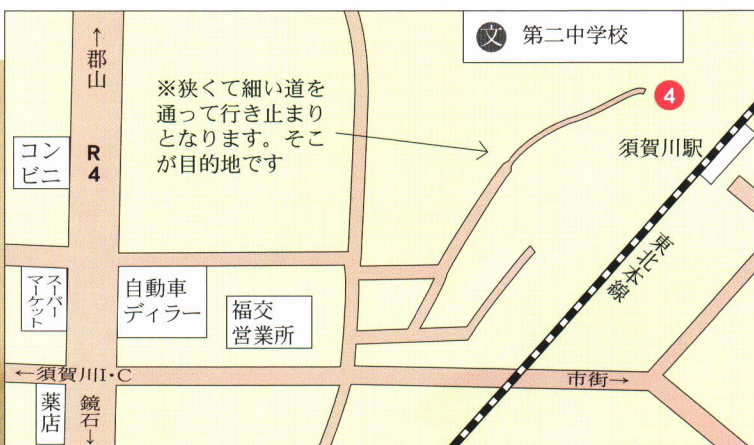 ↑郡山
文 第二中学校
※狭くて細い道を
通って行き止まり
となります。そこ
が目的地です
4
コン
ビニ
R4
須賀川駅
東北本線
スーパー
マーケット
自動車
ディラー
福交
営業所
←須賀川I・C
市街→
薬店
鏡石→